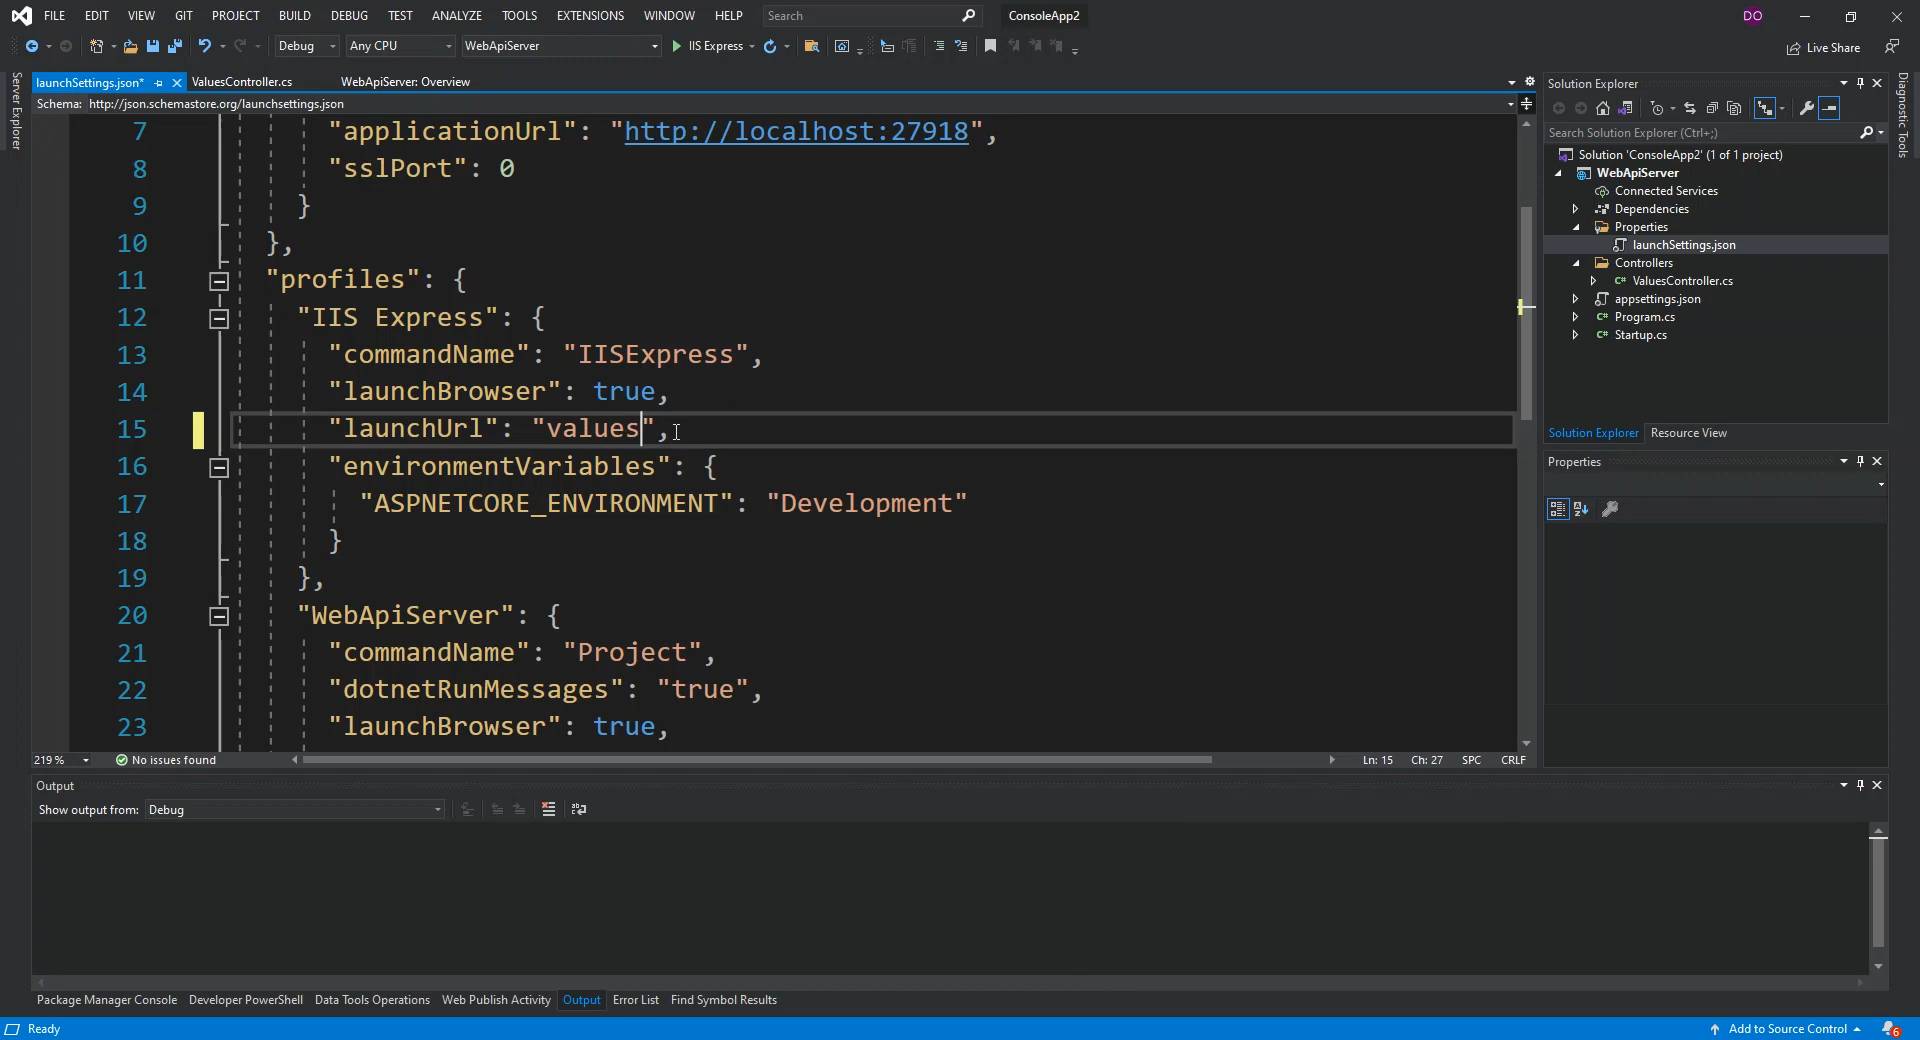 FILE EDIT VIEW GIT PROJECT BUILD DEBUG TEST ANALYZE TOOLS EXTENSIONS WINDOW HELP Search ConsoleApp2 DO
Debug Any CPU WebApiServer IIS Express Live Share
launchSettings.json* ValuesController.cs WebApiServer: Overview
Schema: http://json.schemastore.org/launchsettings.json
Server Explorer
7 "applicationUrl": "http://localhost:27918",
8 "sslPort": 0
9 }
10 },
11 "profiles": {
12 "IIS Express": {
13 "commandName": "IISExpress",
14 "launchBrowser": true,
15 "launchUrl": "values",
16 "environmentVariables": {
17 "ASPNETCORE_ENVIRONMENT": "Development"
18 }
19 },
20 "WebApiServer": {
21 "commandName": "Project",
22 "dotnetRunMessages": "true",
23 "launchBrowser": true,
219 % No issues found Ln: 15 Ch: 27 SPC CRLF
Solution Explorer
Search Solution Explorer (Ctrl+;)
Solution 'ConsoleApp2' (1 of 1 project)
WebApiServer
Connected Services
Dependencies
Properties
launchSettings.json
Controllers
C# ValuesController.cs
appsettings.json
C# Program.cs
C# Startup.cs
Solution Explorer Resource View
Properties
Diagnostic Tools
Output
Show output from: Debug
Package Manager Console Developer PowerShell Data Tools Operations Web Publish Activity Output Error List Find Symbol Results
Ready Add to Source Control 6